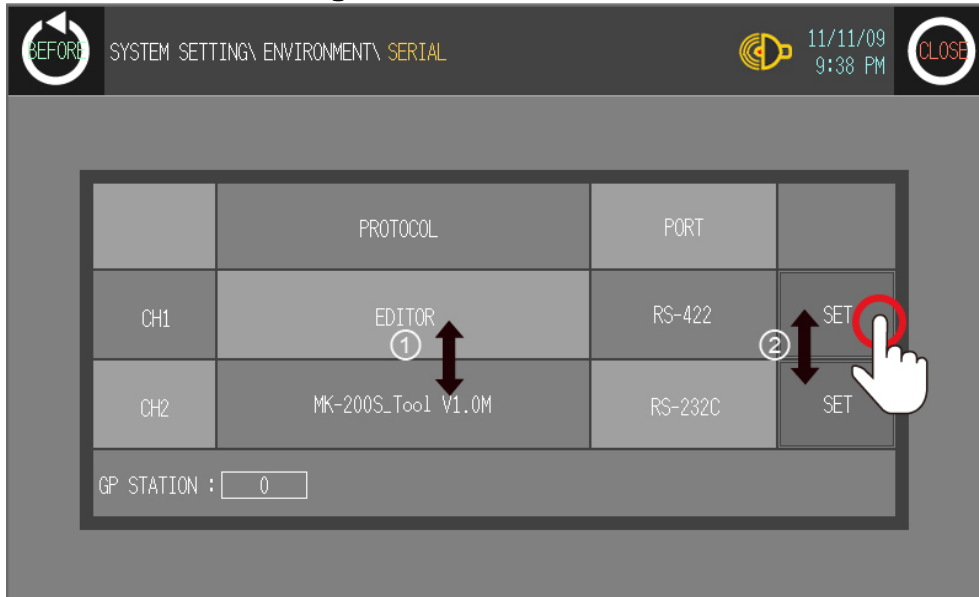 BEFORE
SYSTEM SETTING\ ENVIRONMENT\ SERIAL
11/11/09
9:38 PM
CLOSE
PROTOCOL PORT
CH1 EDITOR RS-422 SET
① ②
CH2 MK-200S_Tool V1.0M RS-232C SET
GP STATION : 0